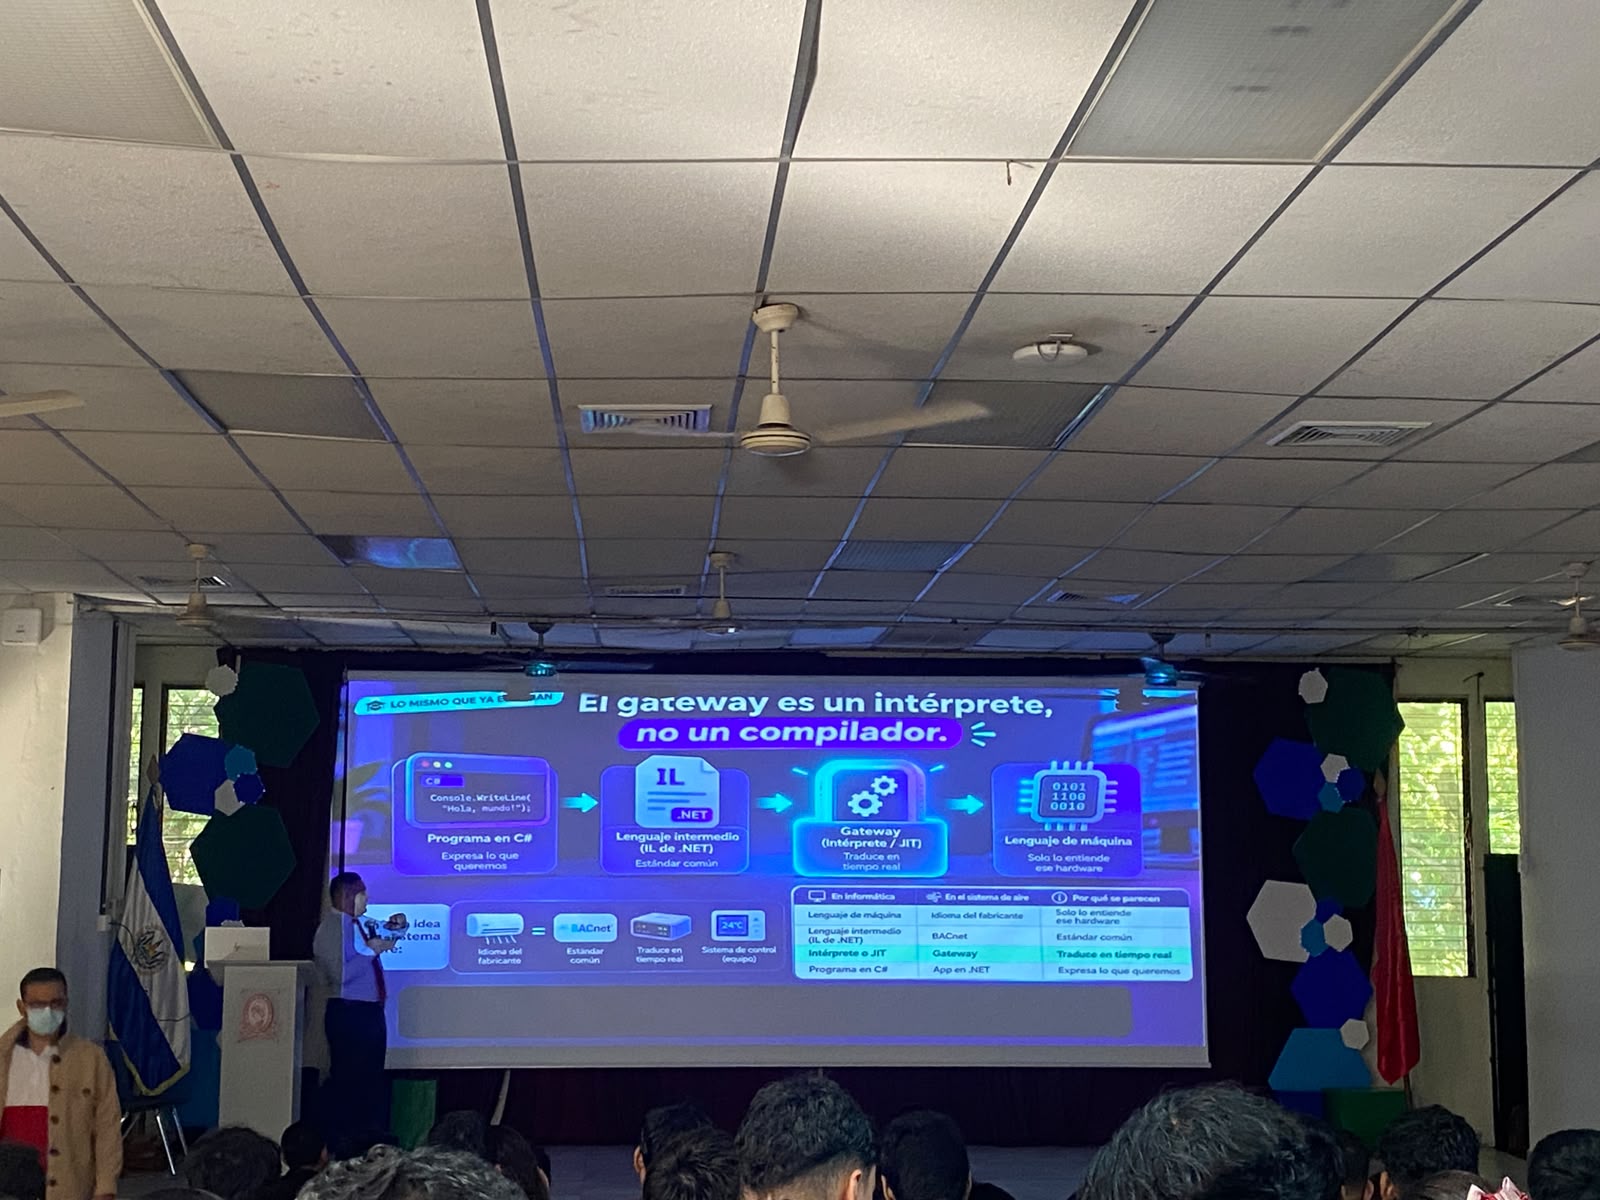 LO MISMO QUE YA
El gateway es un intérprete,
no un compilador.
C#
Console.WriteLine(
"Hola, mundo!");
Programa en C#
Expresa lo que
queremos
IL
.NET
Lenguaje intermedio
(IL de .NET)
Estándar común
Gateway
(Intérprete / JIT)
Traduce en
tiempo real
0101
1100
0010
Lenguaje de máquina
Solo lo entiende
ese hardware
idea
Idioma del
fabricante
=
BACnet
Estándar
común
Traduce en
tiempo real
24°C
Sistema de control
(equipo)
En informática En el sistema de aire Por qué se parecen
Lenguaje de máquina Idioma del fabricante Solo lo entiende
ese hardware
Lenguaje intermedio
(IL de .NET) BACnet Estándar común
Intérprete o JIT Gateway Traduce en tiempo real
Programa en C# App en .NET Expresa lo que queremos